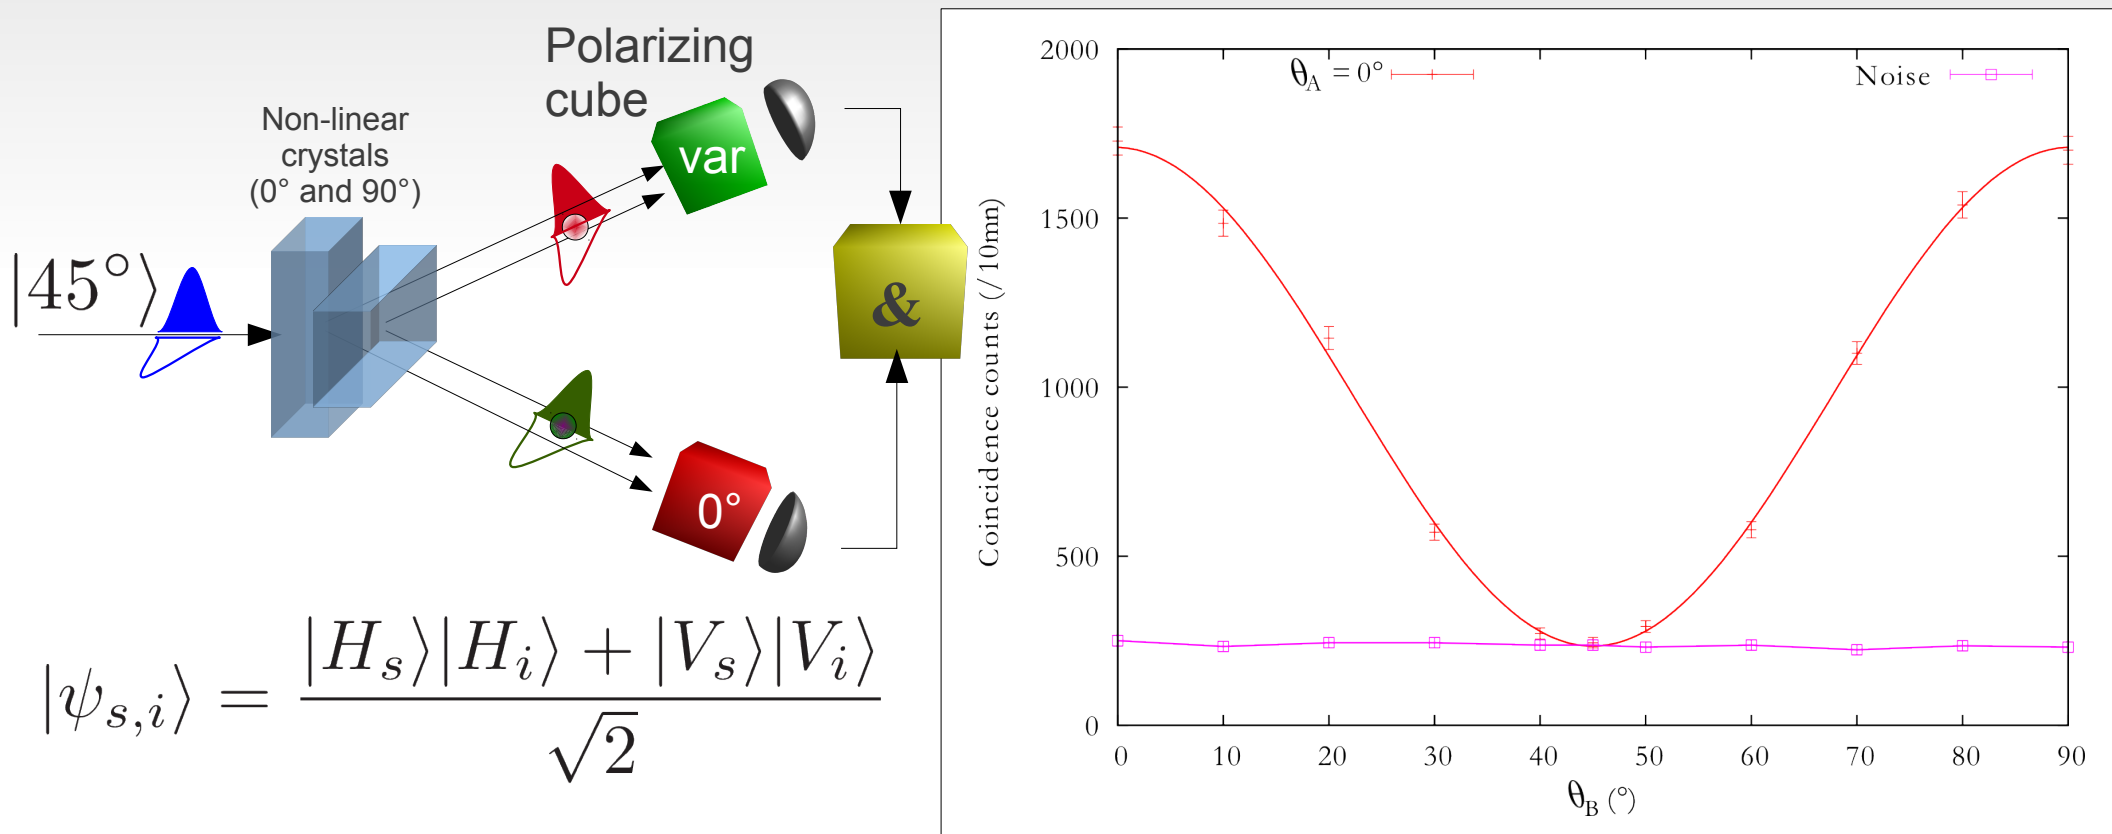 Polarizing
cube
Non-linear
crystals
(0° and 90°)
|45°⟩
var
0°
&
|ψs,i⟩ = |Hs⟩|Hi⟩ + |Vs⟩|Vi⟩
√2
θA = 0°
Noise
Coincidence counts (/10mn)
2000
1500
1000
500
0
0 10 20 30 40 50 60 70 80 90
θB (°)